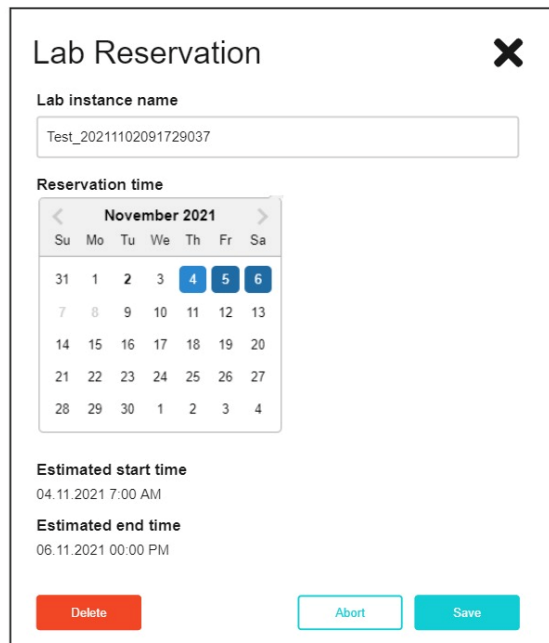 Lab Reservation
Lab instance name
Test_20211102091729037
Reservation time
November 2021
Su Mo Tu We Th Fr Sa
31 1 2 3 4 5 6
7 8 9 10 11 12 13
14 15 16 17 18 19 20
21 22 23 24 25 26 27
28 29 30 1 2 3 4
Estimated start time
04.11.2021 7:00 AM
Estimated end time
06.11.2021 00:00 PM
Delete Abort Save